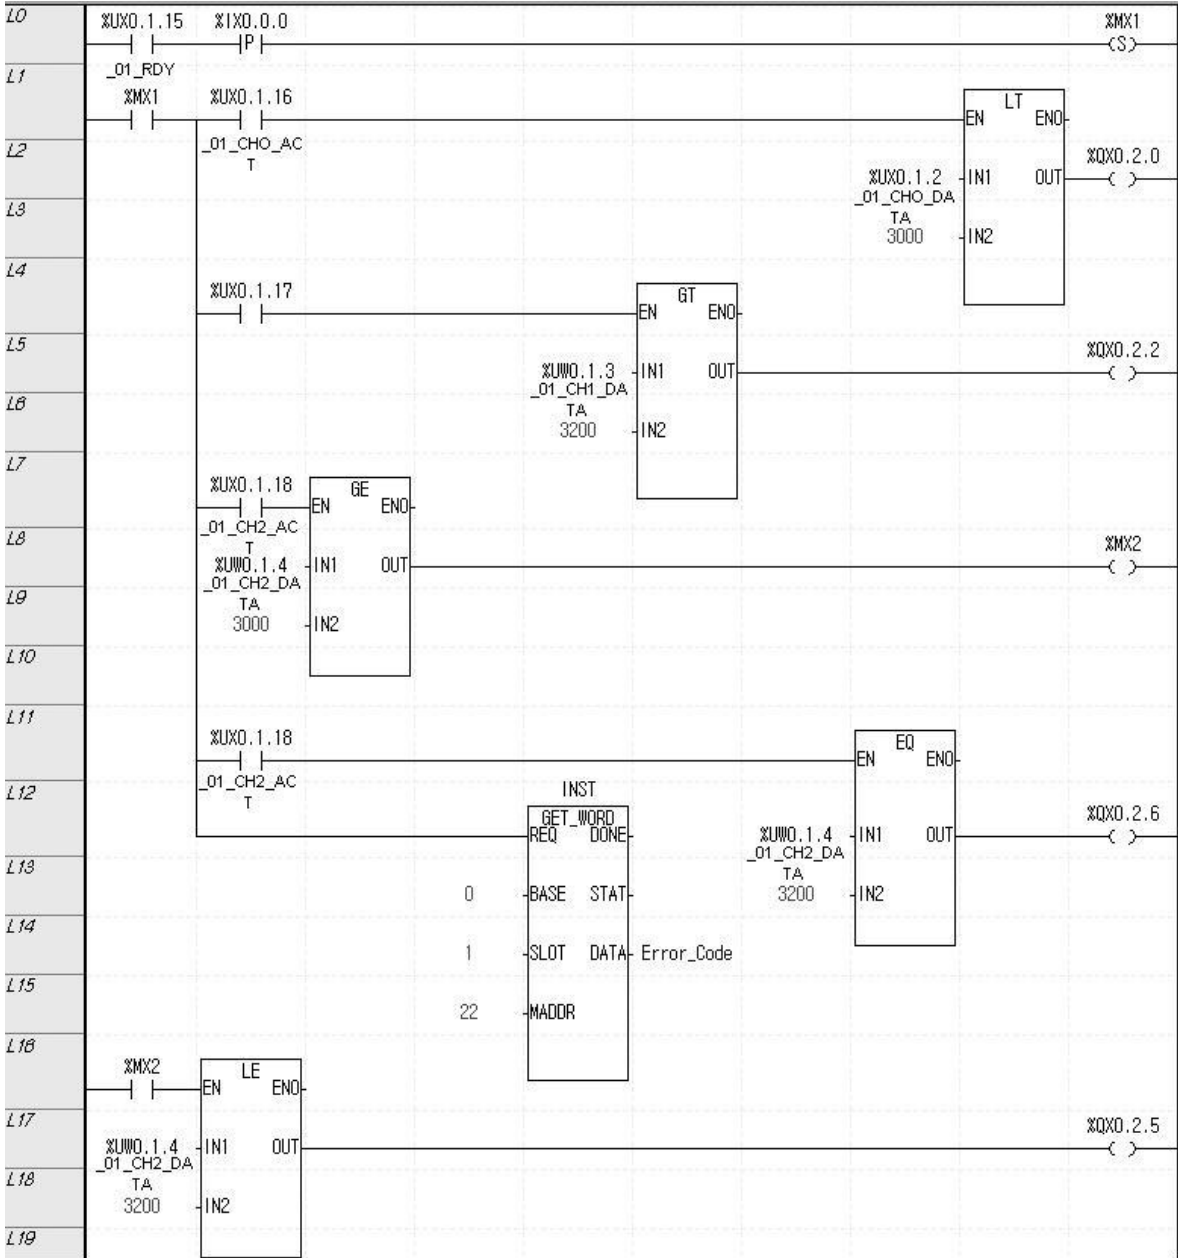 L0
%UX0.1.15 %IX0.0.0 %MX1
P (S)
_01_RDY
L1
%MX1 %UX0.1.16 LT
EN ENO
_01_CH0_AC
T
L2
%QX0.2.0
%UX0.1.2 IN1 OUT
_01_CH0_DA
TA
L3
3000 IN2
L4
%UX0.1.17 GT
EN ENO
L5
%QX0.2.2
%UW0.1.3 IN1 OUT
_01_CH1_DA
TA
L6
3200 IN2
L7
%UX0.1.18 GE
EN ENO
_01_CH2_AC
T
L8
%MX2
%UW0.1.4 IN1 OUT
_01_CH2_DA
TA
L9
3000 IN2
L10
L11
%UX0.1.18 EQ
EN ENO
_01_CH2_AC
T
L12
INST
GET_WORD %QX0.2.6
REQ DONE %UW0.1.4 IN1 OUT
_01_CH2_DA
TA
L13
0 BASE STAT 3200 IN2
L14
1 SLOT DATA Error_Code
L15
22 MADDR
L16
%MX2 LE
EN ENO
L17
%QX0.2.5
%UW0.1.4 IN1 OUT
_01_CH2_DA
TA
L18
3200 IN2
L19